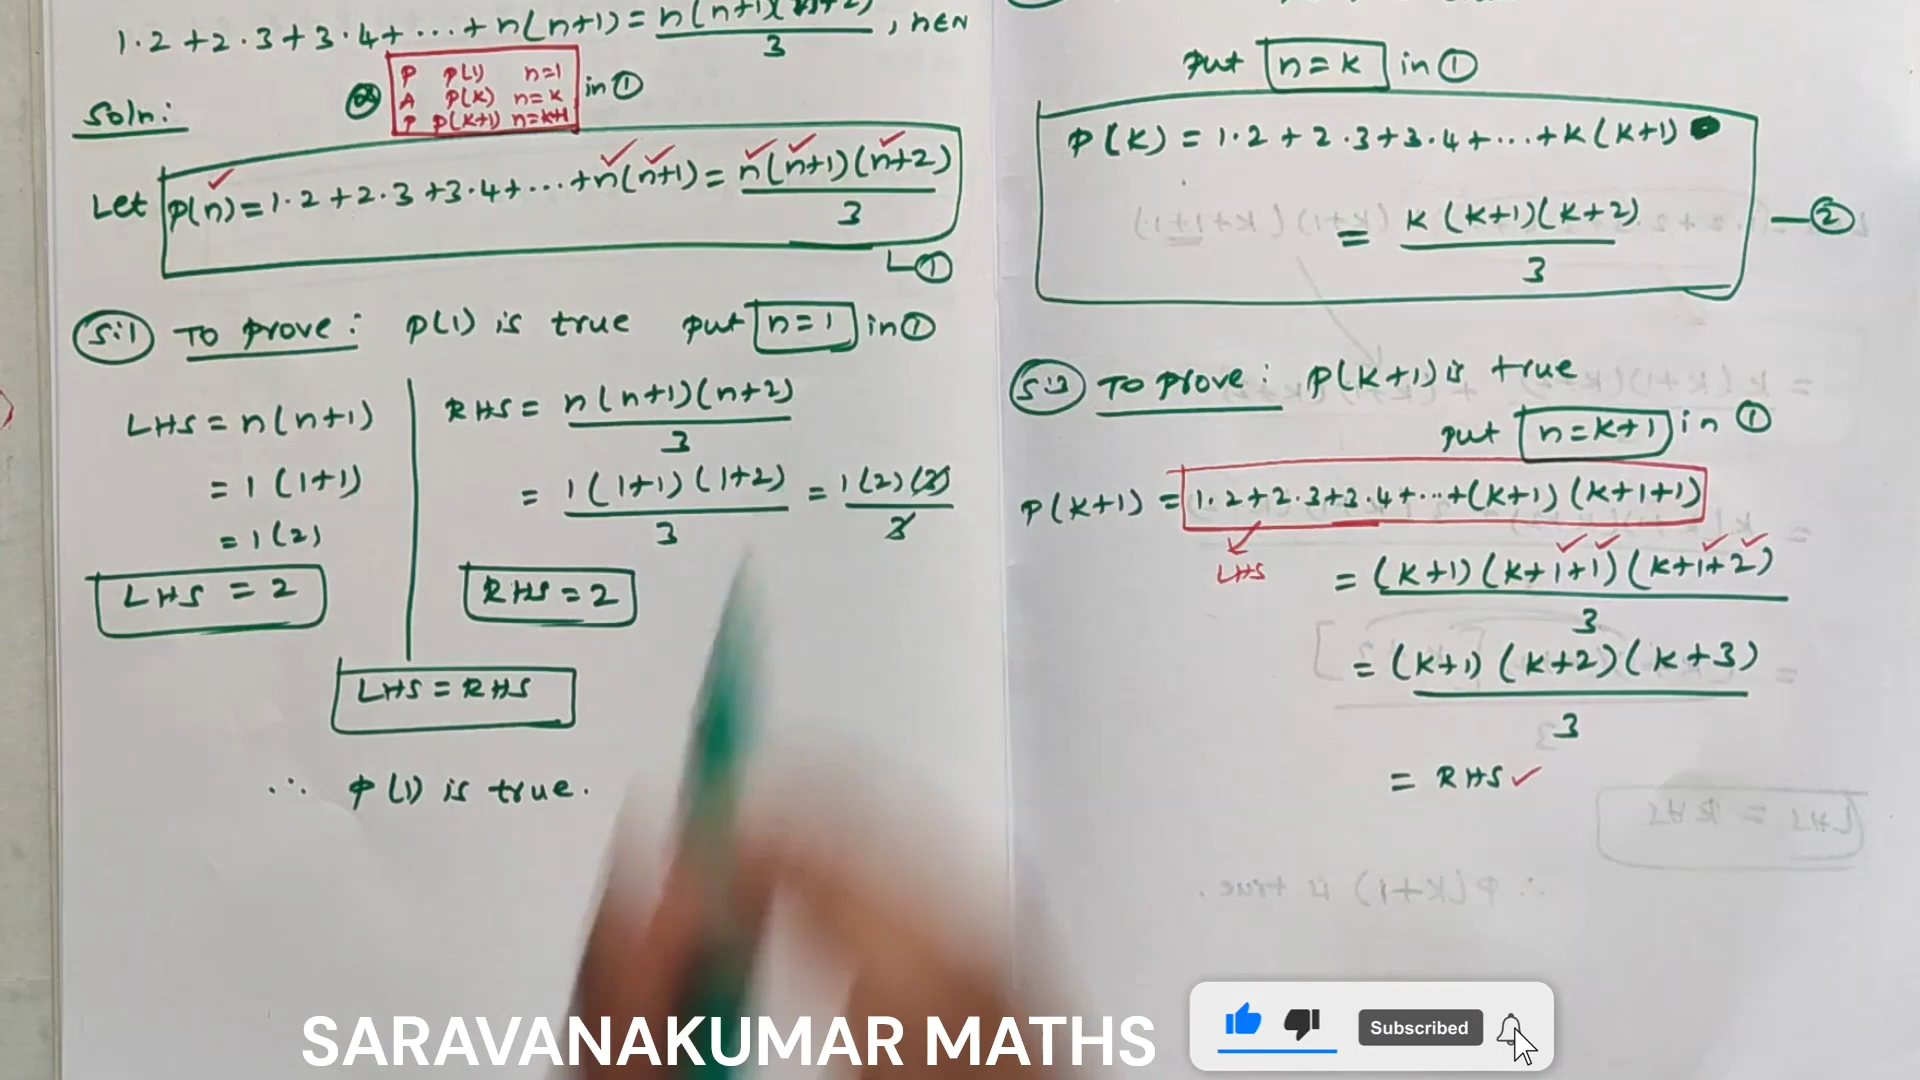 1·2+2·3+3·4+...+n(n+1)=n(n+1)(n+2)/3, n∈N
P P(1) n=1
A P(K) n=K
P P(K+1) n=K+1
in ①
Soln:
Let P(n)=1·2+2·3+3·4+...+n(n+1)=n(n+1)(n+2)/3
①
S:1 TO prove: P(1) is true put n=1 in ①
LHS=n(n+1)
=1(1+1)
=1(2)
LHS=2
RHS=n(n+1)(n+2)/3
=1(1+1)(1+2)/3=1(2)(3)/3
RHS=2
LHS=RHS
∴ P(1) is true.
put n=K in ①
P(K)=1·2+2·3+3·4+...+K(K+1)
=K(K+1)(K+2)/3 —②
S:3 TO prove: P(K+1) is true
put n=K+1 in ①
P(K+1)=1·2+2·3+3·4+...+(K+1)(K+1+1)
LHS
=(K+1)(K+1+1)(K+1+2)/3
=(K+1)(K+2)(K+3)/3
=RHS
SARAVANAKUMAR MATHS
Subscribed